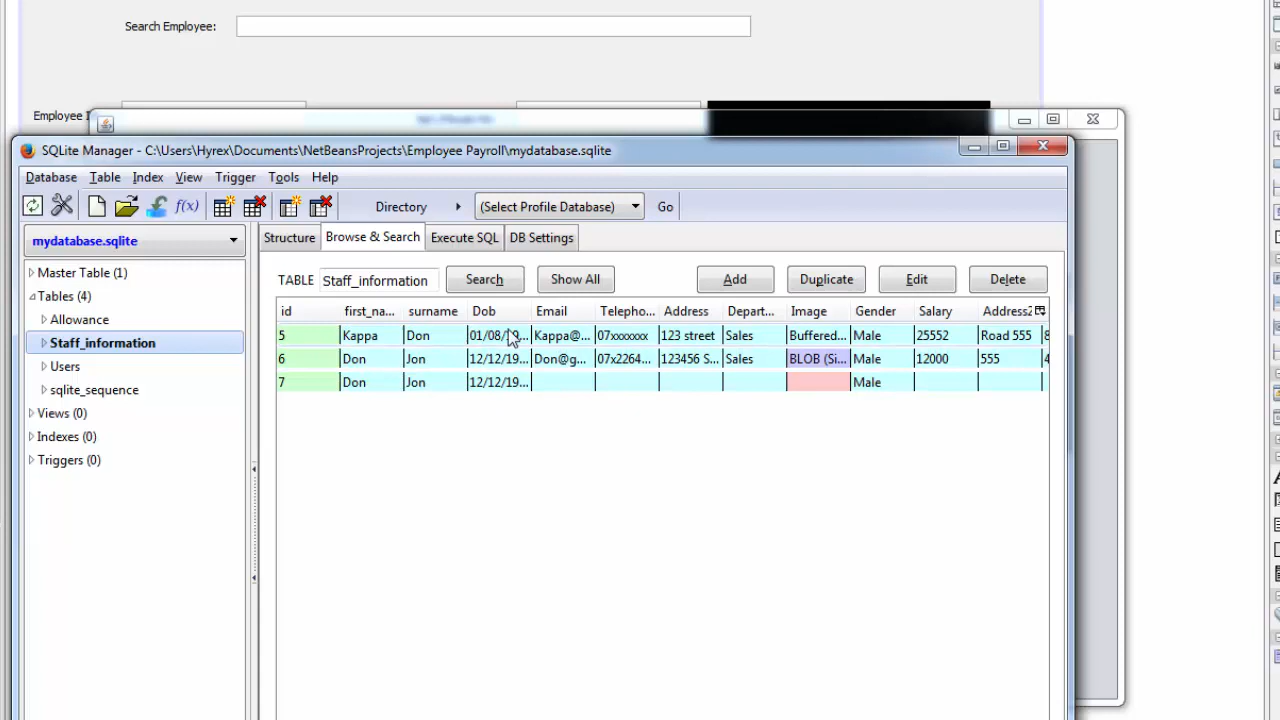 Search Employee:
Employee I
SQLite Manager - C:\Users\Hyrex\Documents\NetBeansProjects\Employee Payroll\mydatabase.sqlite
Database Table Index View Trigger Tools Help
f(x) Directory (Select Profile Database) Go
mydatabase.sqlite
Structure Browse & Search Execute SQL DB Settings
Master Table (1)
Tables (4)
Allowance
Staff_information
Users
sqlite_sequence
Views (0)
Indexes (0)
Triggers (0)
TABLE Staff_information Search Show All Add Duplicate Edit Delete
id first_na... surname Dob Email Telepho... Address Depart... Image Gender Salary Address2
5 Kappa Don 01/08/19... Kappa@... 07xxxxxxx 123 street Sales Buffered... Male 25552 Road 555 8
6 Don Jon 12/12/19... Don@g... 07x2264... 123456 S... Sales BLOB (Si... Male 12000 555 4
7 Don Jon 12/12/19... Male